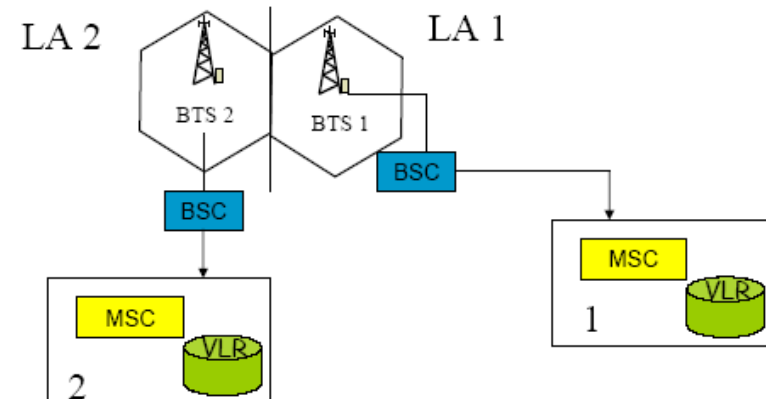 LA 2
LA 1
BTS 2
BTS 1
BSC
BSC
MSC
VLR
1
MSC
VLR
2